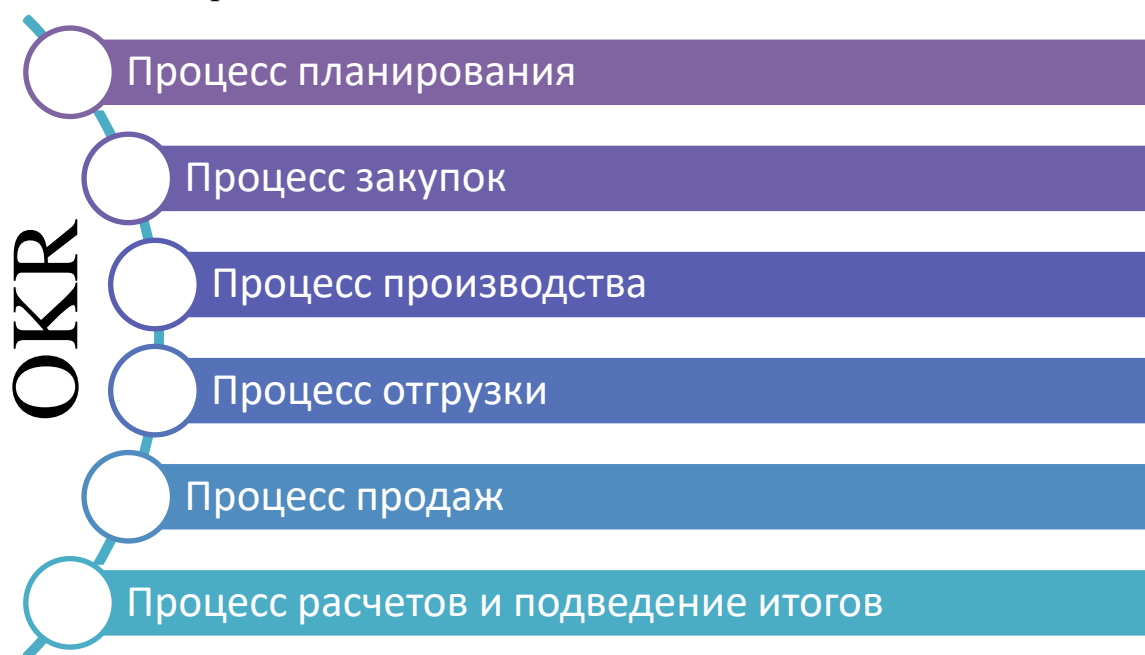 Процесс планирования
Процесс закупок
OKR
Процесс производства
Процесс отгрузки
Процесс продаж
Процесс расчетов и подведение итогов